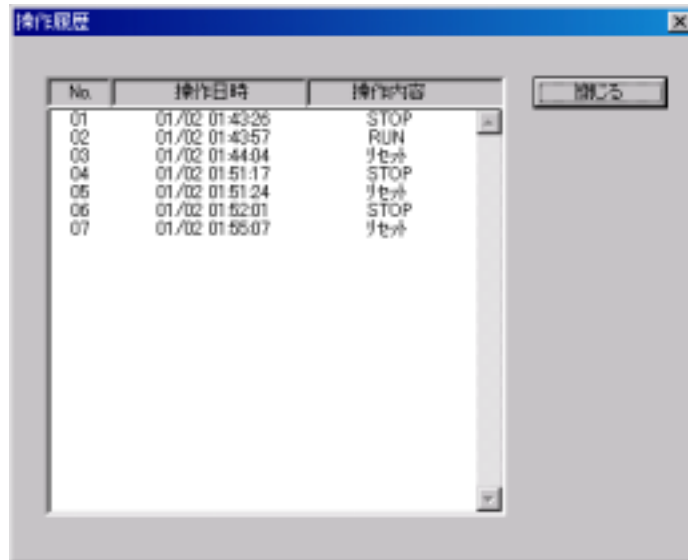 操作履歴
No. 操作日時 操作内容 閉じる
01 01/02 01:43:26 STOP
02 01/02 01:43:57 RUN
03 01/02 01:44:04 ﾘｾｯﾄ
04 01/02 01:51:17 STOP
05 01/02 01:51:24 ﾘｾｯﾄ
06 01/02 01:52:01 STOP
07 01/02 01:55:07 ﾘｾｯﾄ